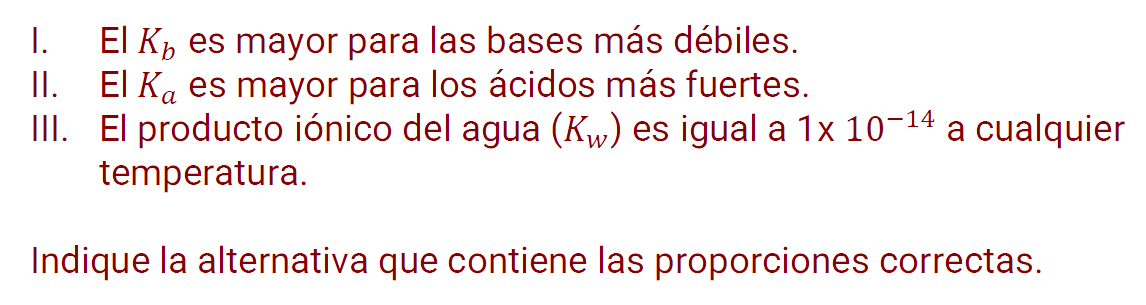 I. El K_b es mayor para las bases más débiles.
II. El K_a es mayor para los ácidos más fuertes.
III. El producto iónico del agua (K_w) es igual a 1x 10^{-14} a cualquier
temperatura.
Indique la alternativa que contiene las proporciones correctas.